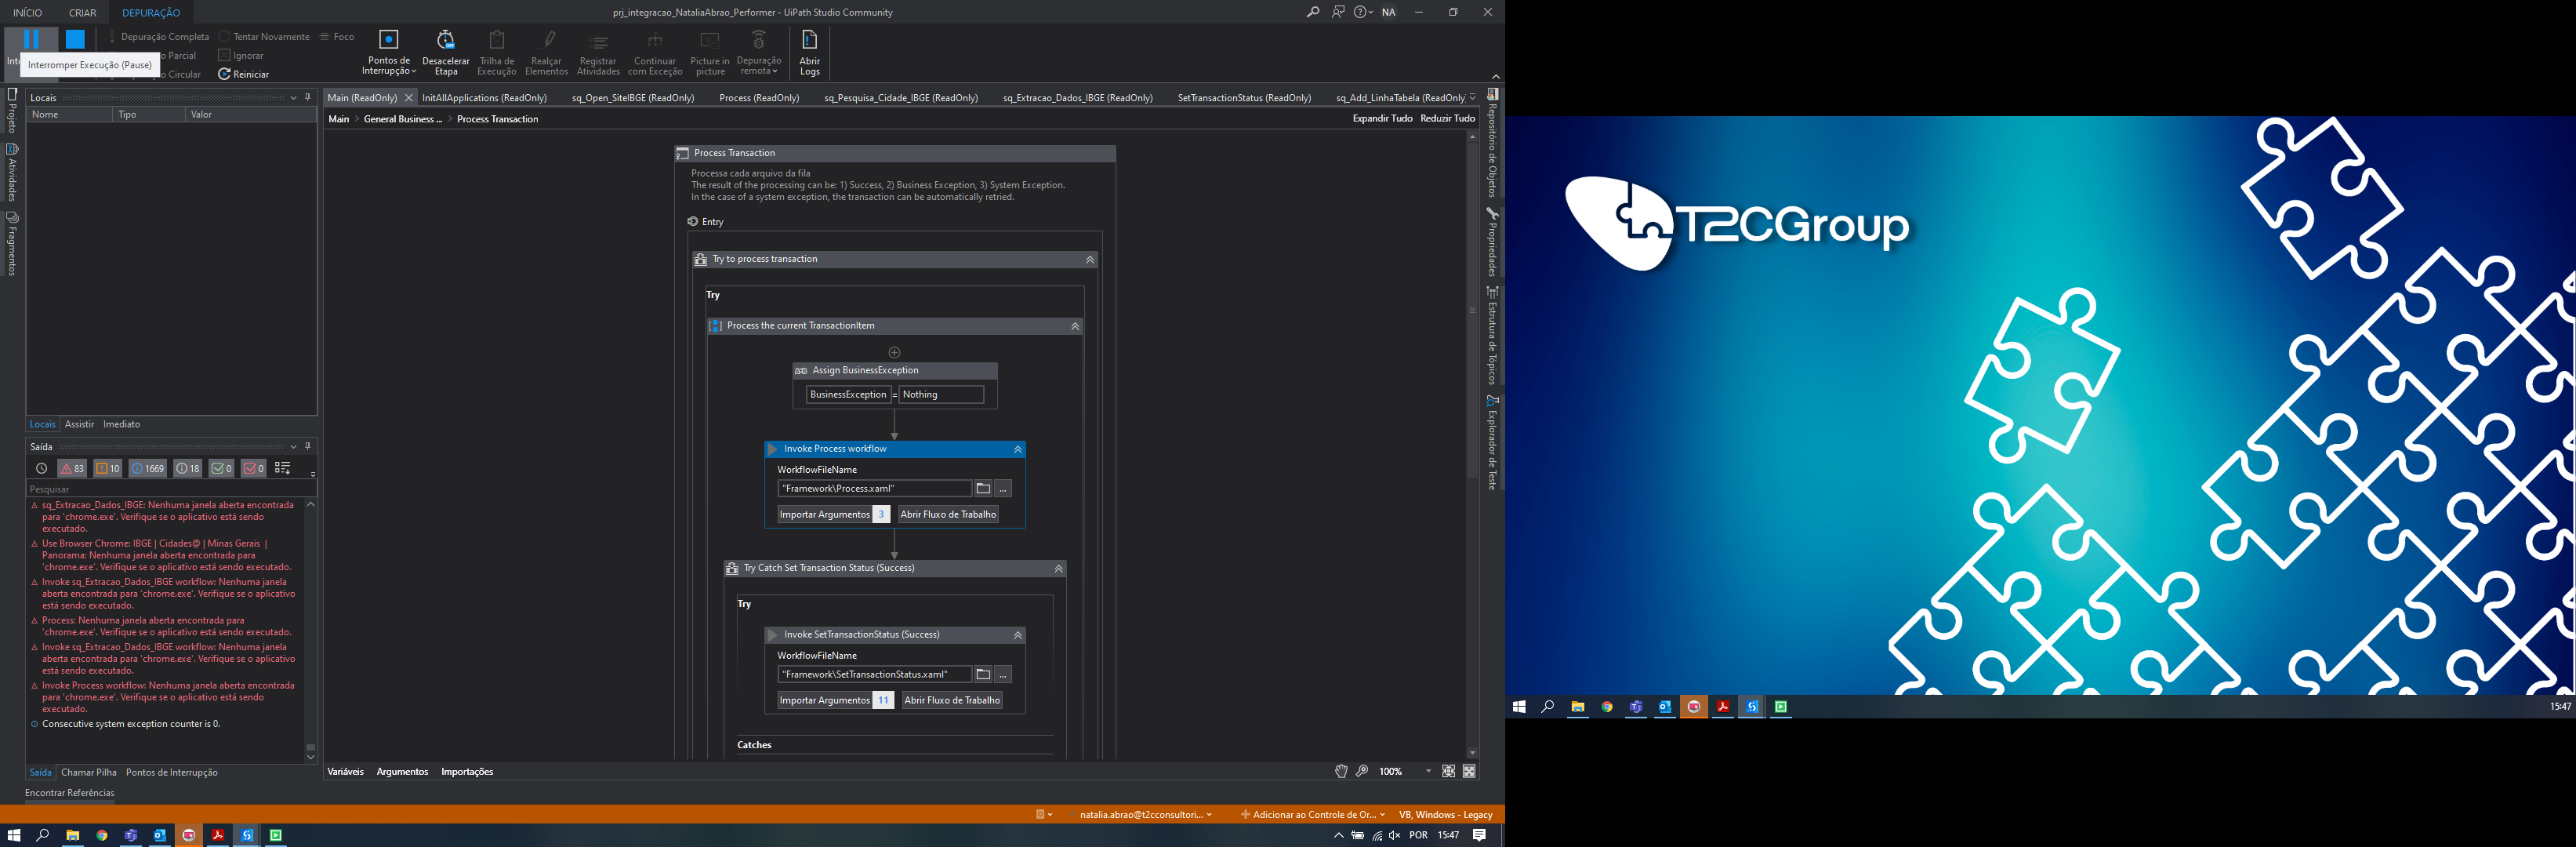 INÍCIO CRIAR DEPURAÇÃO
prj_integracao_NataliaAbrao_Performer - UiPath Studio Community
NA
Depuração Completa
Tentar Novamente
Foco
Parcial
Ignorar
Circular
Reiniciar
Interromper Execução (Pause)
Pontos de
Interrupção
Desacelerar
Etapa
Trilha de
Execução
Realçar
Elementos
Registrar
Atividades
Continuar
com Exceção
Picture in
picture
Depuração
remota
Abrir
Logs
Projeto
Atividades
Fragmentos
Locais
Nome Tipo Valor
Locais Assistir Imediato
Saída
83 10 1669 18 0 0
Pesquisar
sq_Extracao_Dados_IBGE: Nenhuma janela aberta encontrada
para 'chrome.exe'. Verifique se o aplicativo está sendo
executado.
Use Browser Chrome: IBGE | Cidades@ | Minas Gerais |
Panorama: Nenhuma janela aberta encontrada para
'chrome.exe'. Verifique se o aplicativo está sendo executado.
Invoke sq_Extracao_Dados_IBGE workflow: Nenhuma janela
aberta encontrada para 'chrome.exe'. Verifique se o aplicativo
está sendo executado.
Process: Nenhuma janela aberta encontrada para
'chrome.exe'. Verifique se o aplicativo está sendo executado.
Invoke sq_Extracao_Dados_IBGE workflow: Nenhuma janela
aberta encontrada para 'chrome.exe'. Verifique se o aplicativo
está sendo executado.
Invoke Process workflow: Nenhuma janela aberta encontrada
para 'chrome.exe'. Verifique se o aplicativo está sendo
executado.
Consecutive system exception counter is 0.
Saída Chamar Pilha Pontos de Interrupção
Encontrar Referências
Main (ReadOnly) InitAllApplications (ReadOnly) sq_Open_SiteIBGE (ReadOnly) Process (ReadOnly) sq_Pesquisa_Cidade_IBGE (ReadOnly) sq_Extracao_Dados_IBGE (ReadOnly) SetTransactionStatus (ReadOnly) sq_Add_LinhaTabela (ReadOnly)
Main > General Business ... > Process Transaction
Expandir Tudo Reduzir Tudo
Process Transaction
Processa cada arquivo da fila
The result of the processing can be: 1) Success, 2) Business Exception, 3) System Exception.
In the case of a system exception, the transaction can be automatically retried.
Entry
Try to process transaction
Try
Process the current TransactionItem
Assign BusinessException
BusinessException = Nothing
Invoke Process workflow
WorkflowFileName
"Framework\Process.xaml"
...
Importar Argumentos 3 Abrir Fluxo de Trabalho
Try Catch Set Transaction Status (Success)
Try
Invoke SetTransactionStatus (Success)
WorkflowFileName
"Framework\SetTransactionStatus.xaml"
...
Importar Argumentos 11 Abrir Fluxo de Trabalho
Catches
Variáveis Argumentos Importações
100%
Repositório de Objetos
Propriedades
Estrutura de Tópicos
Explorador de Teste
natalia.abrao@t2cconsultori...
Adicionar ao Controle de Or...
VB, Windows - Legacy
POR 15:47
T2CGroup
15:47